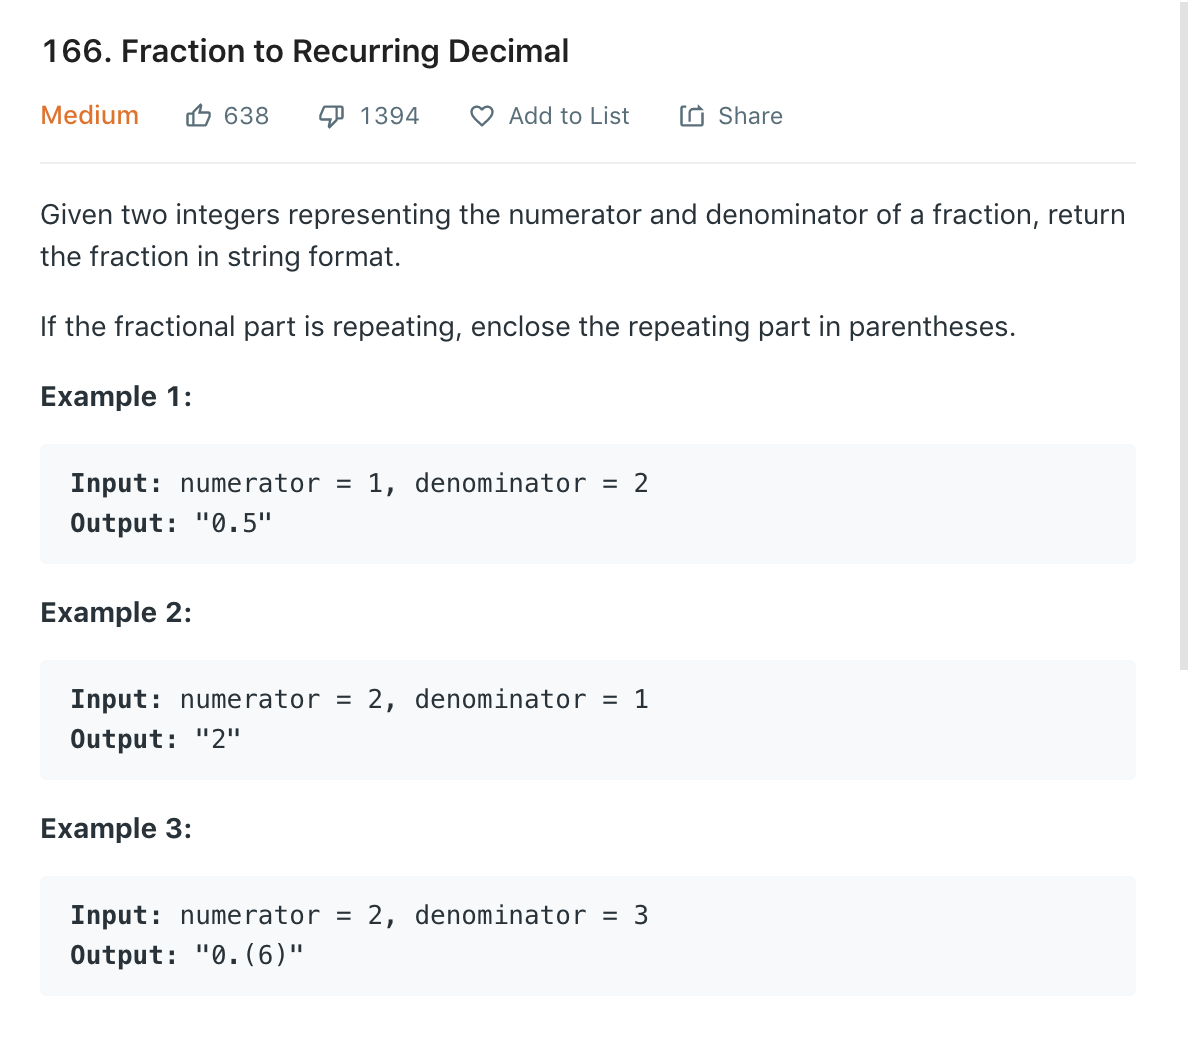 166. Fraction to Recurring Decimal
Medium 638 1394 Add to List Share
Given two integers representing the numerator and denominator of a fraction, return
the fraction in string format.
If the fractional part is repeating, enclose the repeating part in parentheses.
Example 1:
Input: numerator = 1, denominator = 2
Output: "0.5"
Example 2:
Input: numerator = 2, denominator = 1
Output: "2"
Example 3:
Input: numerator = 2, denominator = 3
Output: "0.(6)"